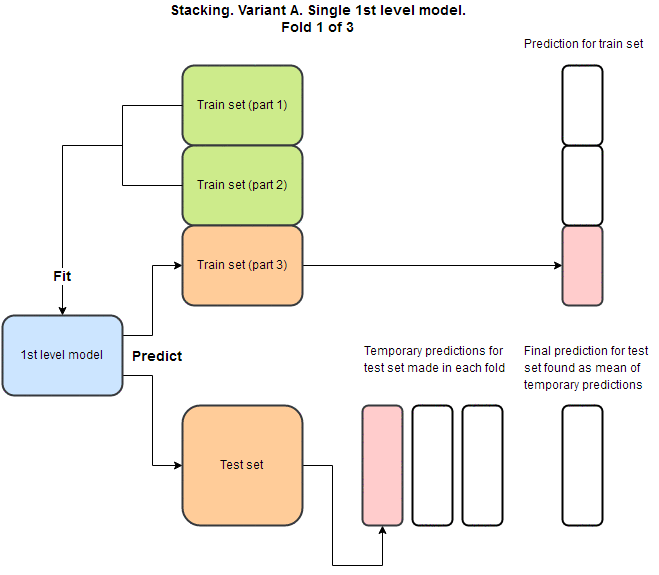 Stacking. Variant A. Single 1st level model.
Fold 1 of 3
Prediction for train set
Train set (part 1)
Train set (part 2)
Train set (part 3)
Fit
1st level model
Predict
Temporary predictions for
test set made in each fold
Final prediction for test
set found as mean of
temporary predictions
Test set